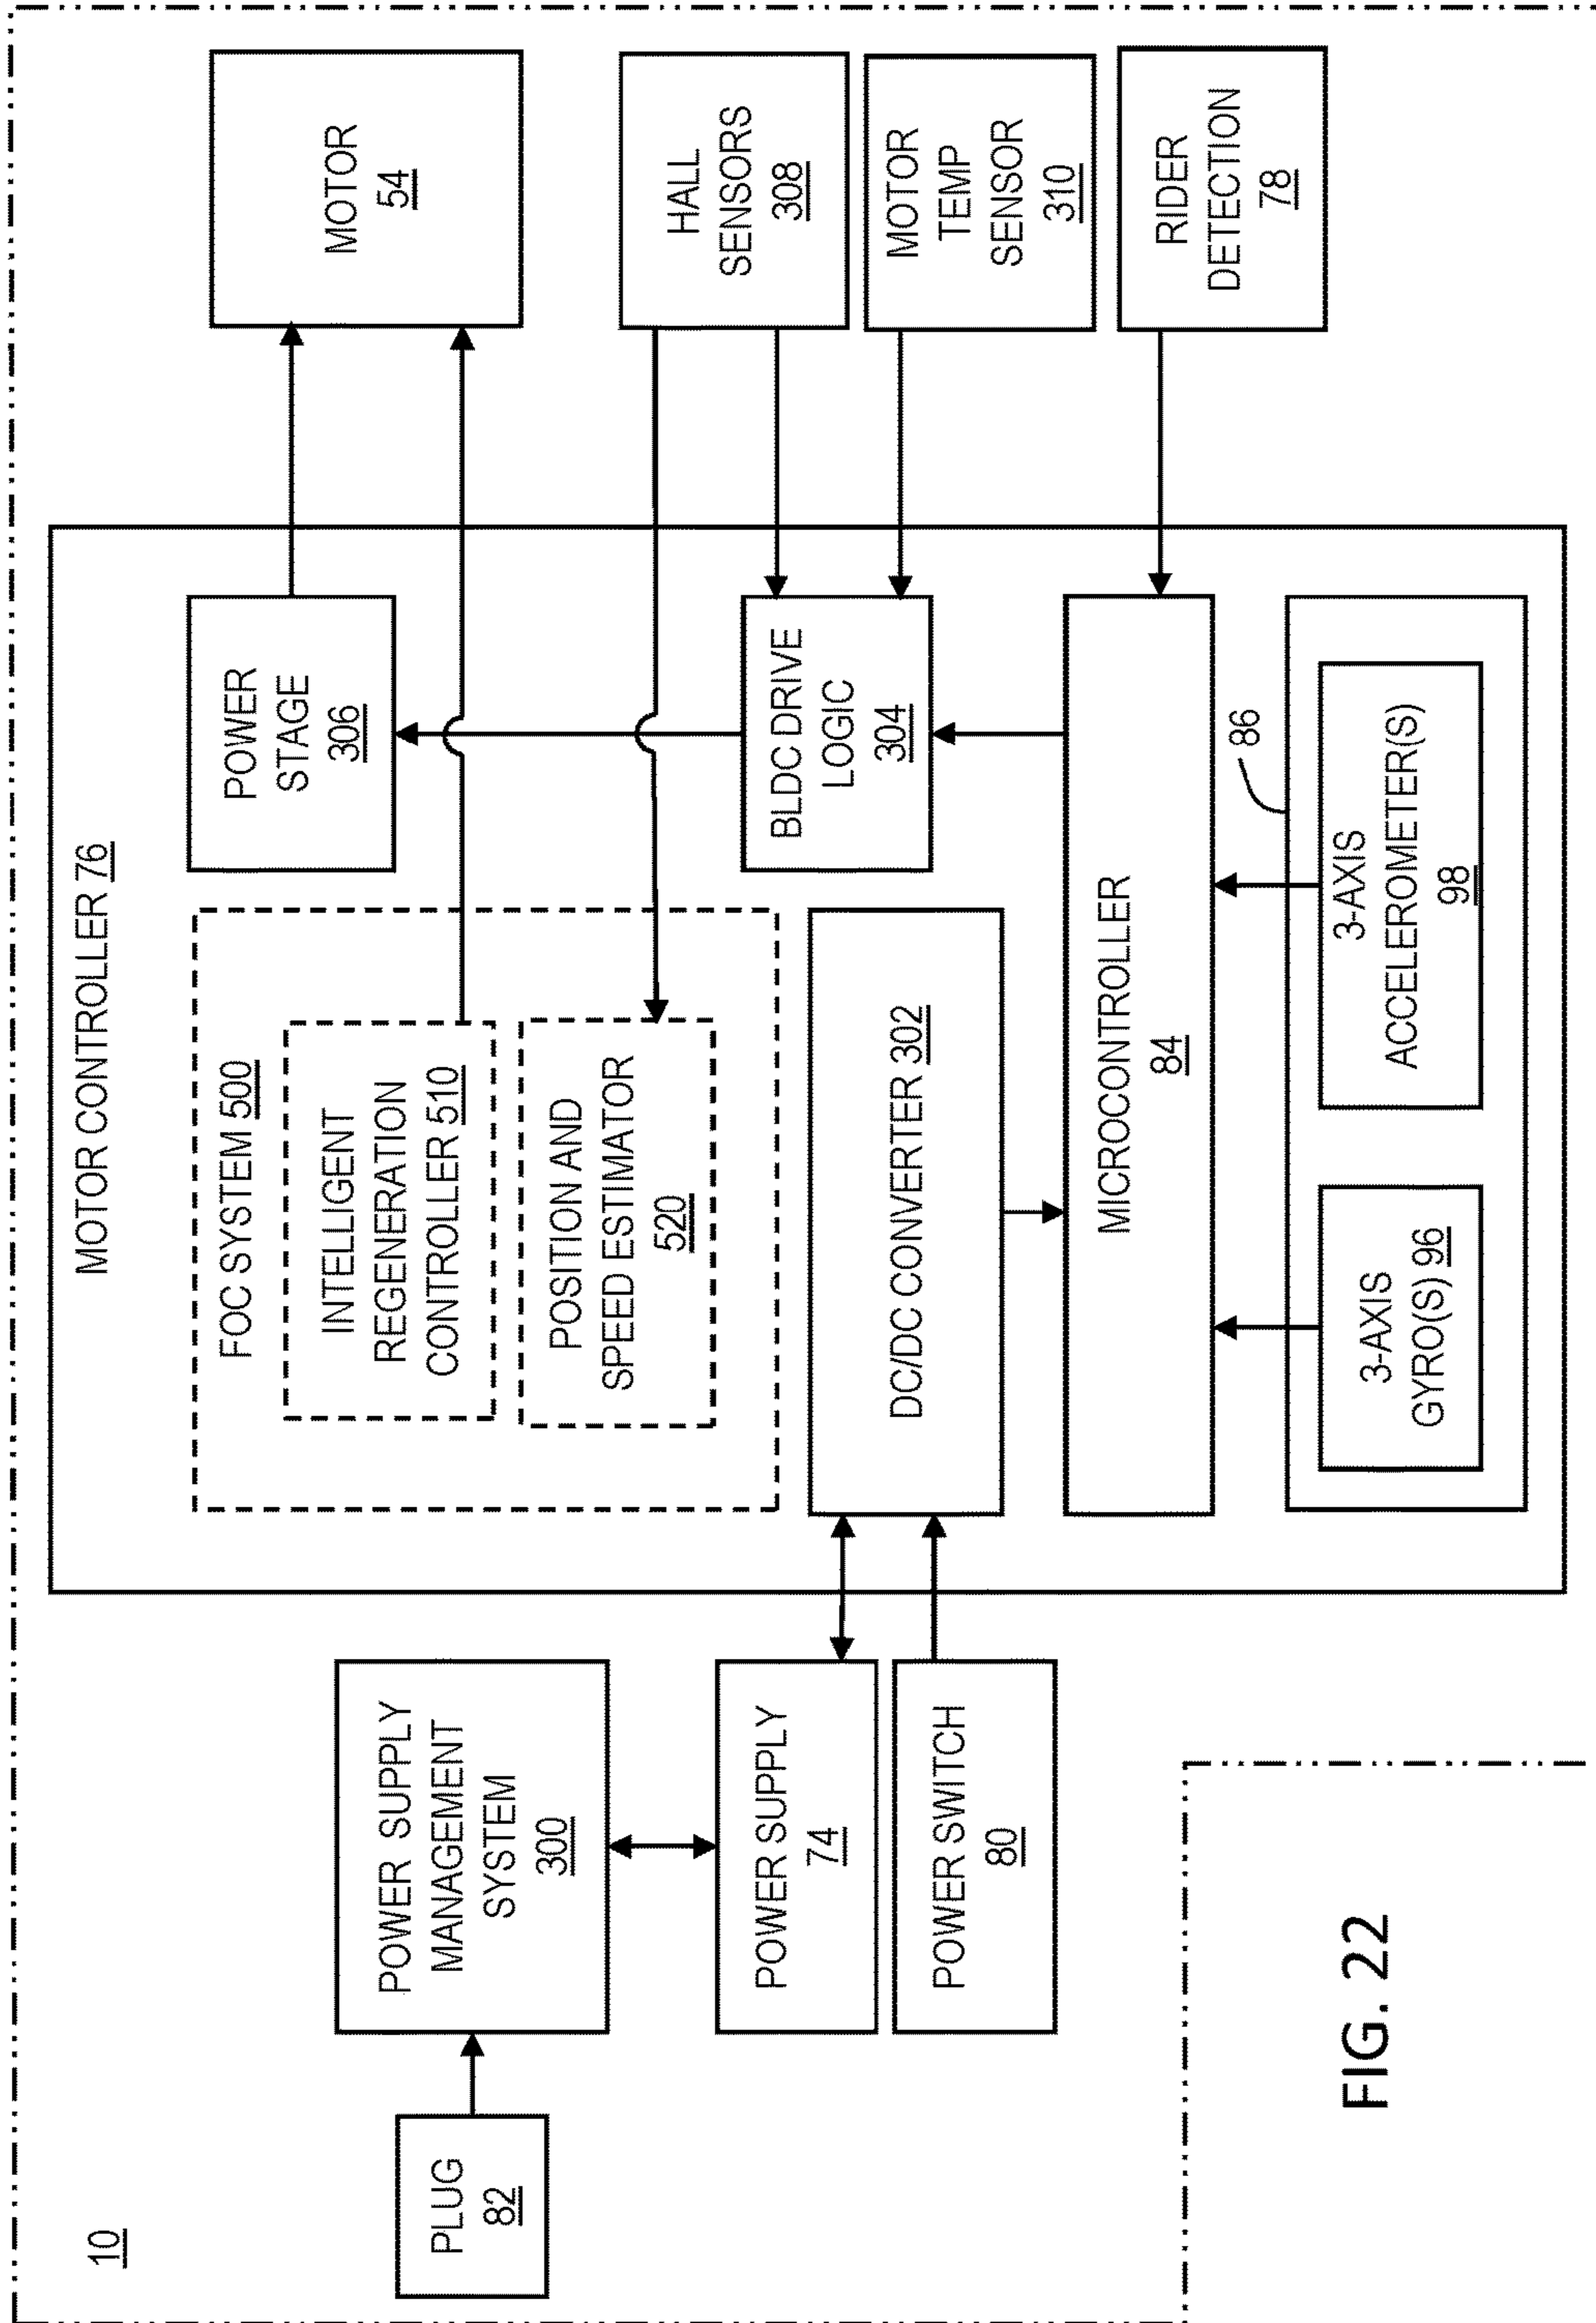 10
PLUG
82
POWER SUPPLY
MANAGEMENT
SYSTEM
300
POWER SUPPLY
74
POWER SWITCH
80
MOTOR CONTROLLER 76
FOC SYSTEM 500
INTELLIGENT
REGENERATION
CONTROLLER 510
POSITION AND
SPEED ESTIMATOR
520
POWER
STAGE
306
DC/DC CONVERTER 302
BLDC DRIVE
LOGIC
304
MICROCONTROLLER
84
86
3-AXIS
GYRO(S) 96
3-AXIS
ACCELEROMETER(S)
98
MOTOR
54
HALL
SENSORS
308
MOTOR
TEMP
SENSOR
310
RIDER
DETECTION
78
FIG. 22